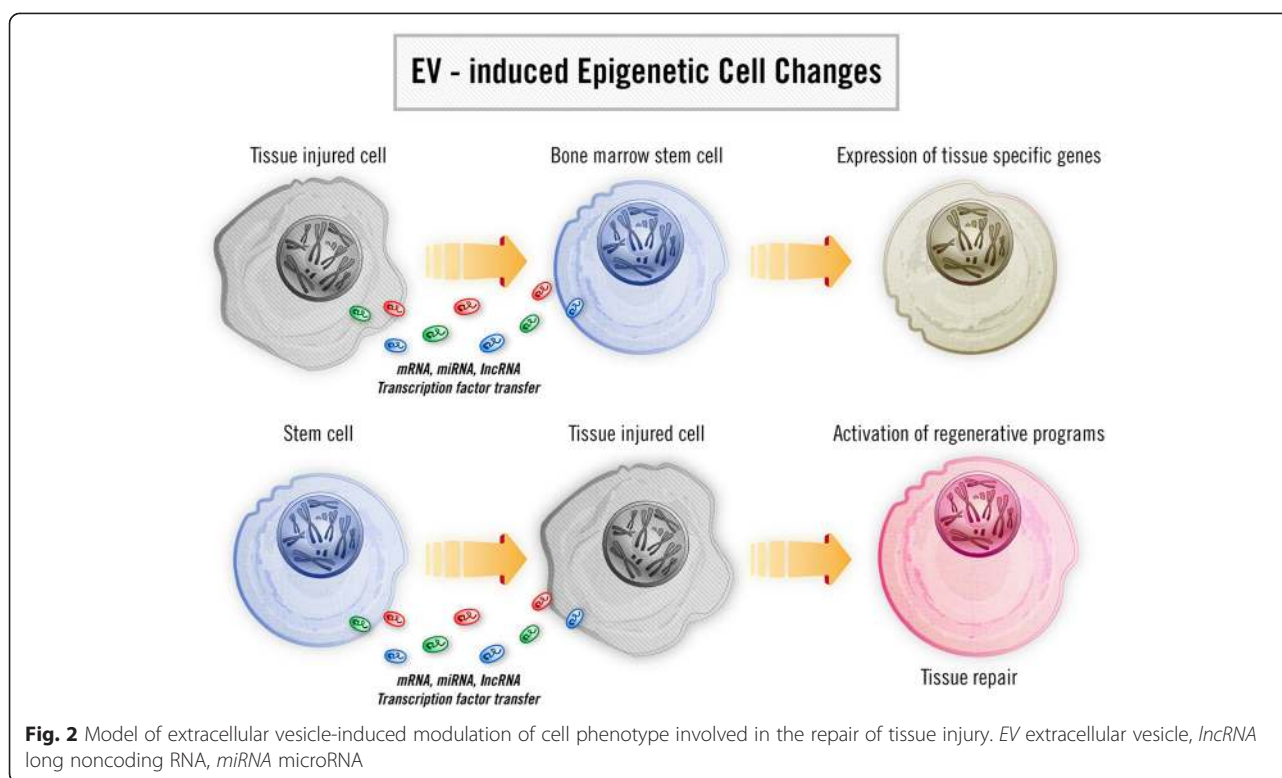 EV - induced Epigenetic Cell Changes
Tissue injured cell
Bone marrow stem cell
Expression of tissue specific genes
mRNA, miRNA, lncRNA
Transcription factor transfer
Stem cell
Tissue injured cell
Activation of regenerative programs
mRNA, miRNA, lncRNA
Transcription factor transfer
Tissue repair
Fig. 2 Model of extracellular vesicle-induced modulation of cell phenotype involved in the repair of tissue injury. EV extracellular vesicle, lncRNA
long noncoding RNA, miRNA microRNA